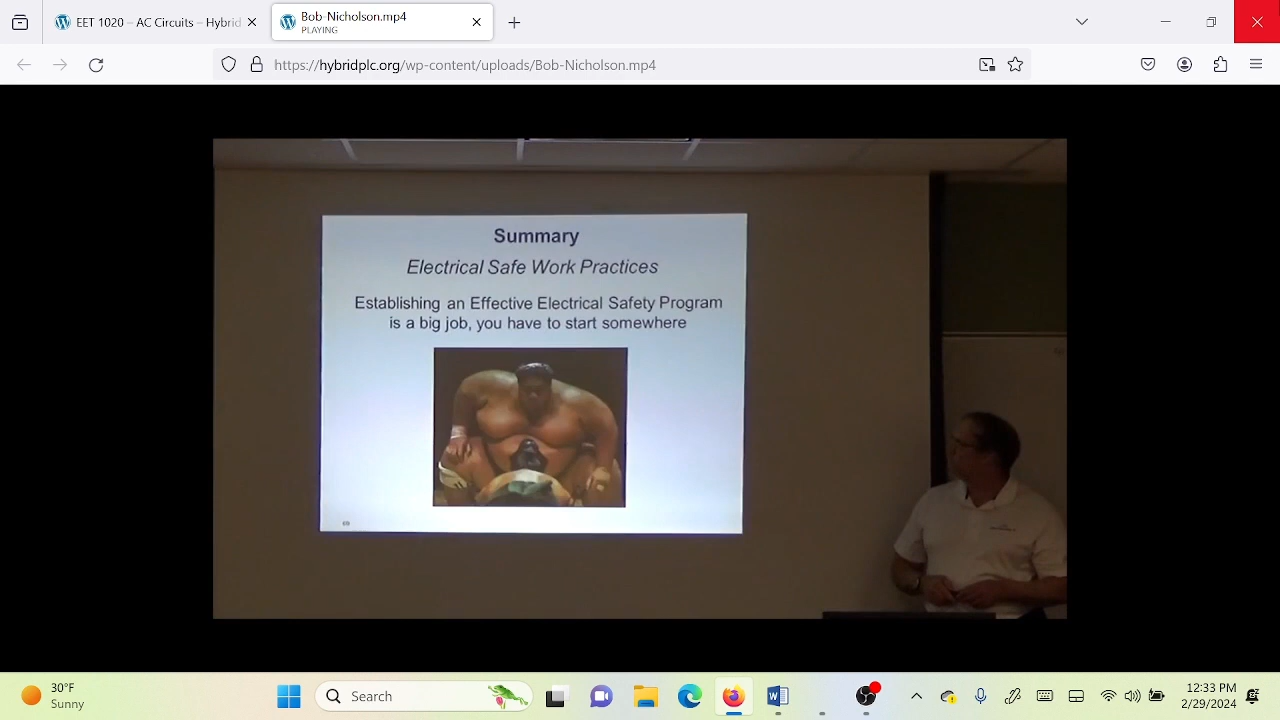 EET 1020 – AC Circuits – Hybrid
Bob-Nicholson.mp4
PLAYING
https://hybridplc.org/wp-content/uploads/Bob-Nicholson.mp4
Summary
Electrical Safe Work Practices
Establishing an Effective Electrical Safety Program
is a big job, you have to start somewhere
30°F
Sunny
Search
12:33 PM
2/29/2024